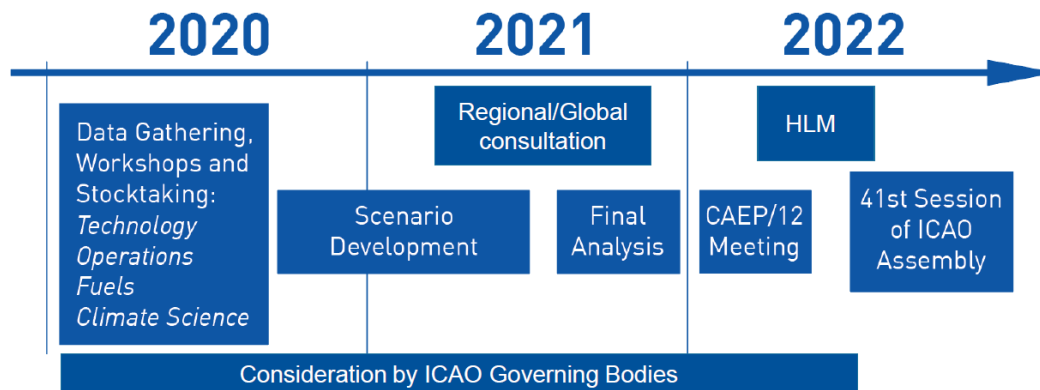 2020
2021
2022
Data Gathering,
Workshops and
Stocktaking:
Technology
Operations
Fuels
Climate Science
Scenario
Development
Regional/Global
consultation
Final
Analysis
HLM
CAEP/12
Meeting
41st Session
of ICAO
Assembly
Consideration by ICAO Governing Bodies